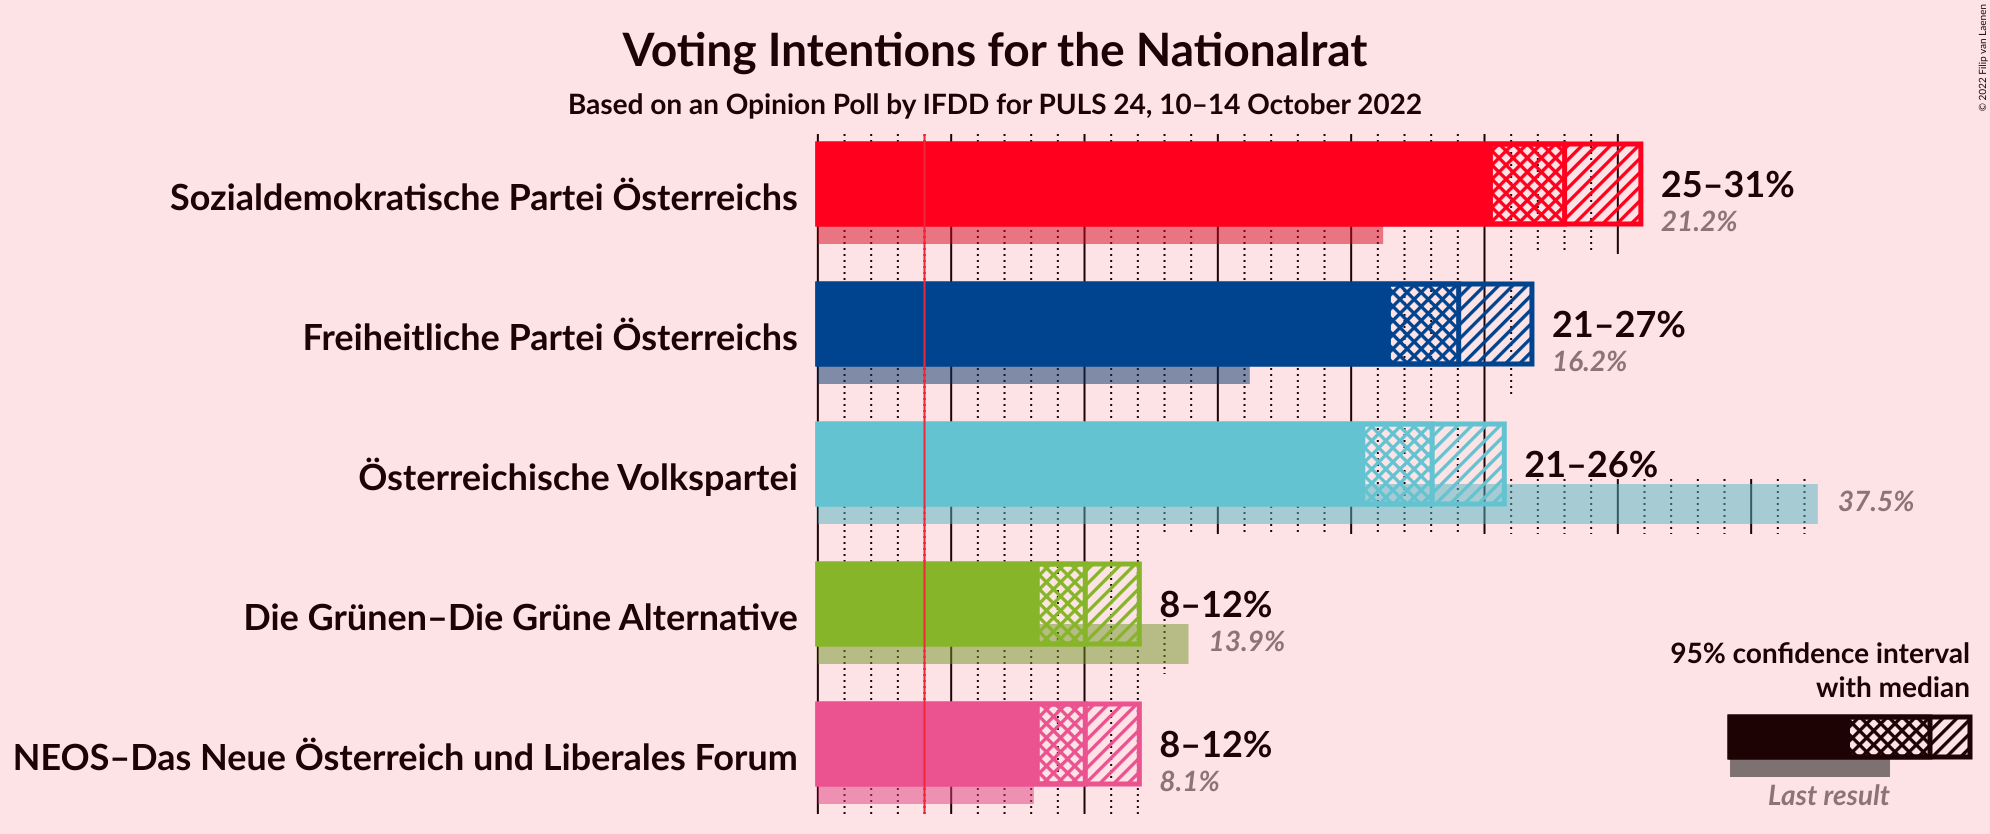 Voting Intentions for the Nationalrat
Based on an Opinion Poll by IFDD for PULS 24, 10–14 October 2022
© 2022 Filip van Laenen
Sozialdemokratische Partei Österreichs
25–31%
21.2%
Freiheitliche Partei Österreichs
21–27%
16.2%
Österreichische Volkspartei
21–26%
37.5%
Die Grünen–Die Grüne Alternative
8–12%
13.9%
NEOS–Das Neue Österreich und Liberales Forum
8–12%
8.1%
95% confidence interval
with median
Last result